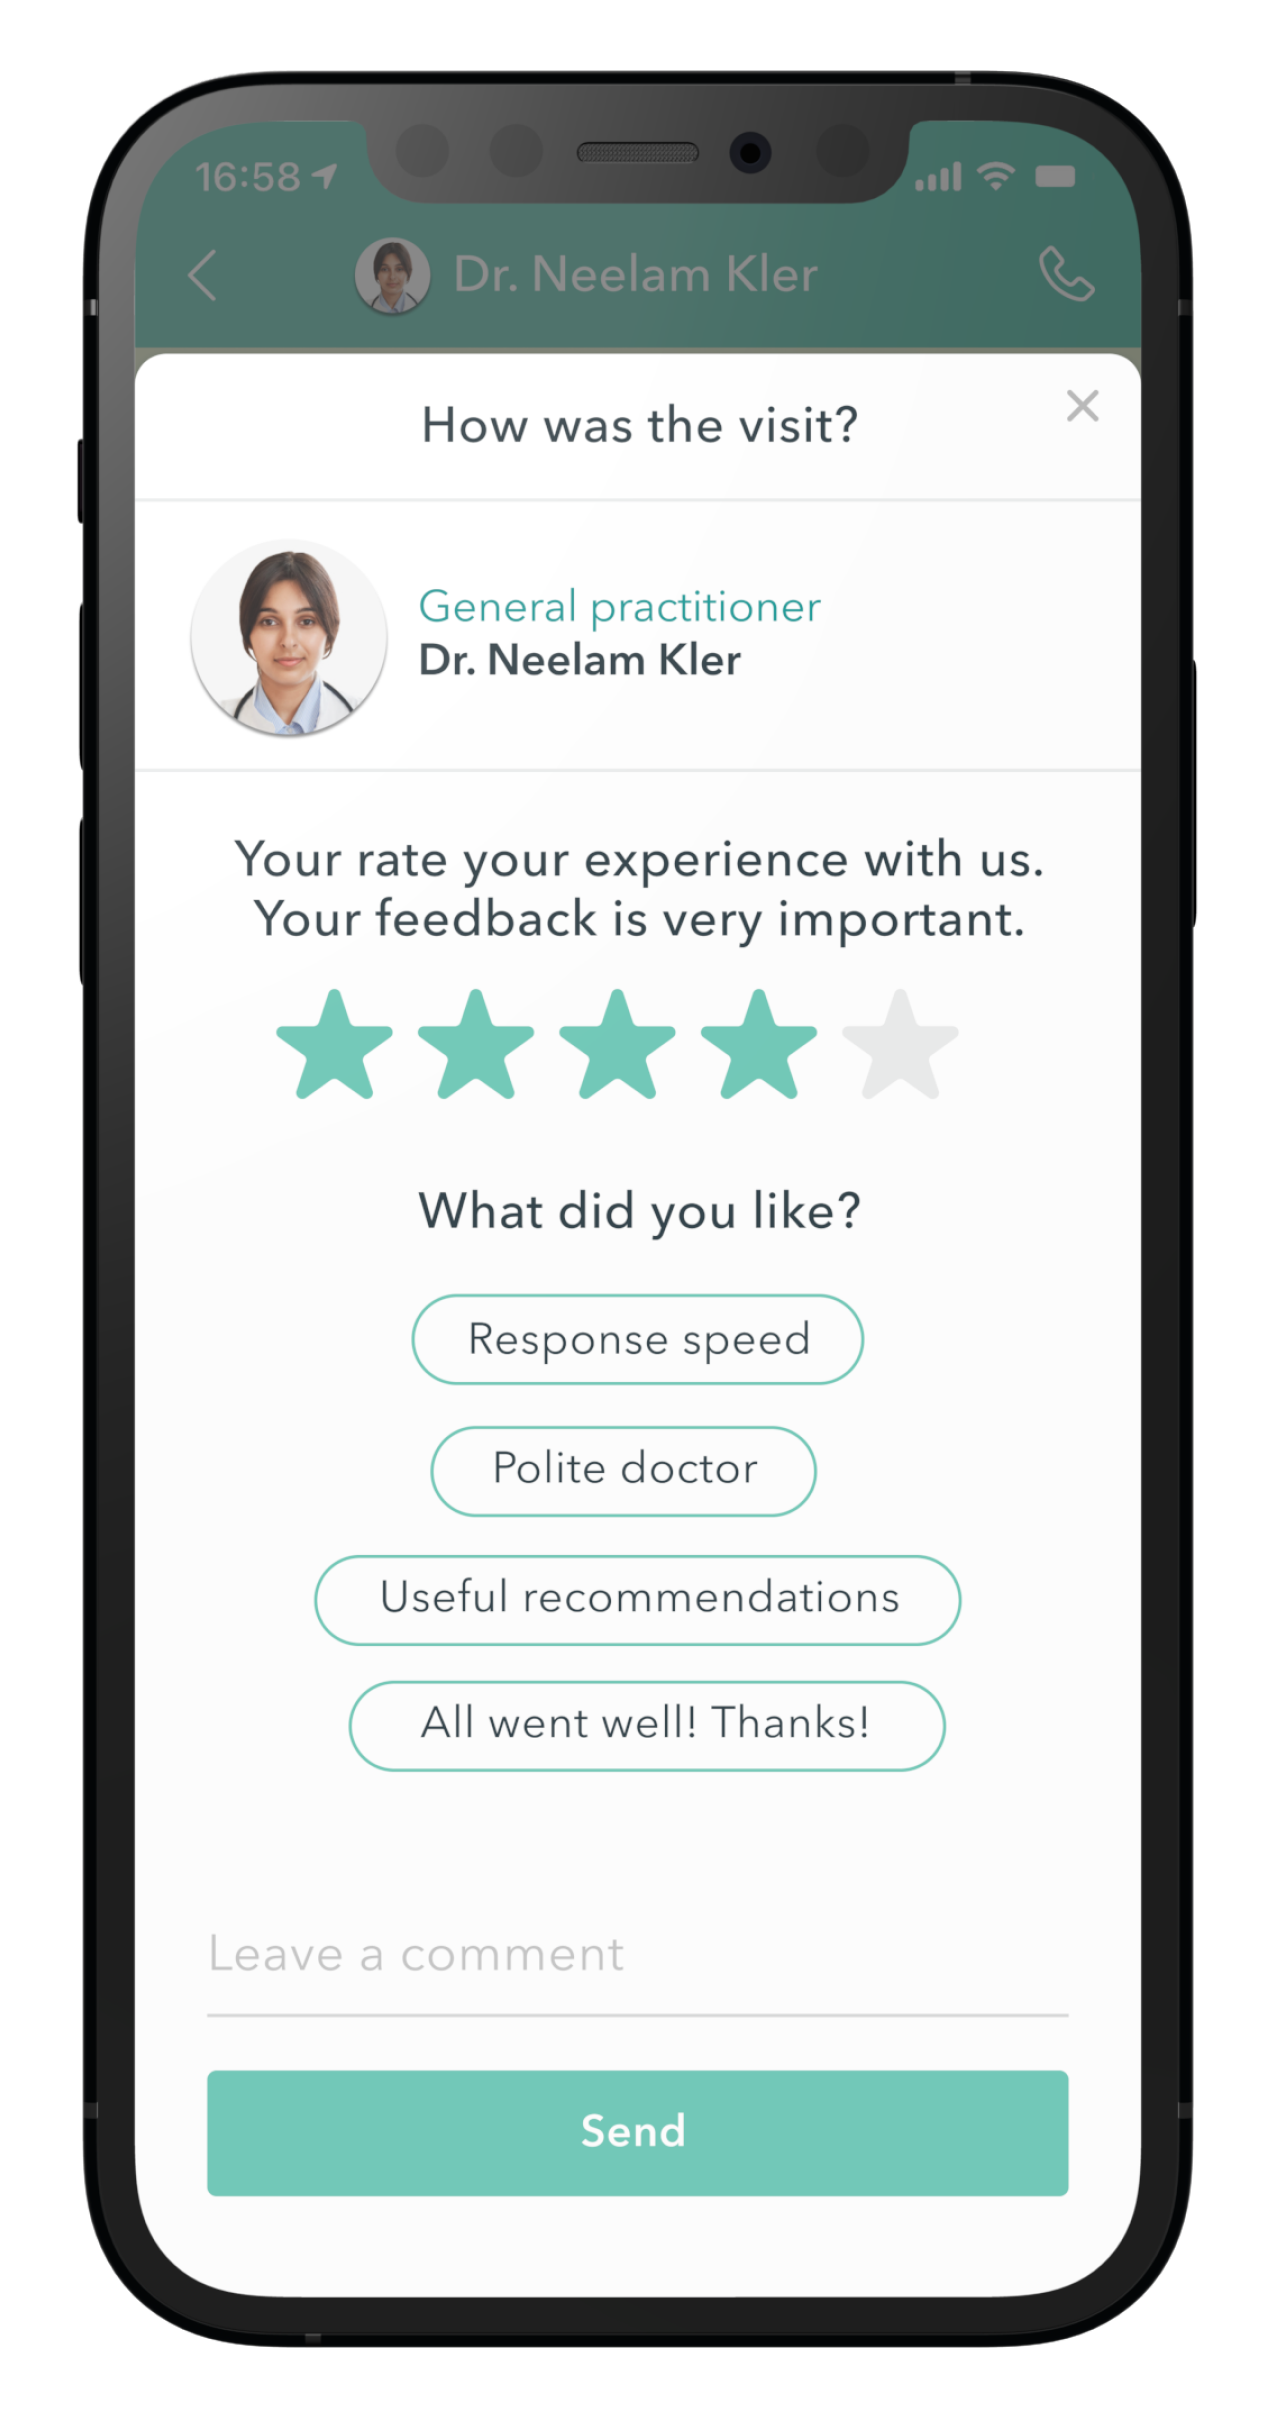 16:58
Dr. Neelam Kler
How was the visit?
General practitioner
Dr. Neelam Kler
Your rate your experience with us.
Your feedback is very important.
What did you like?
Response speed
Polite doctor
Useful recommendations
All went well! Thanks!
Leave a comment
Send